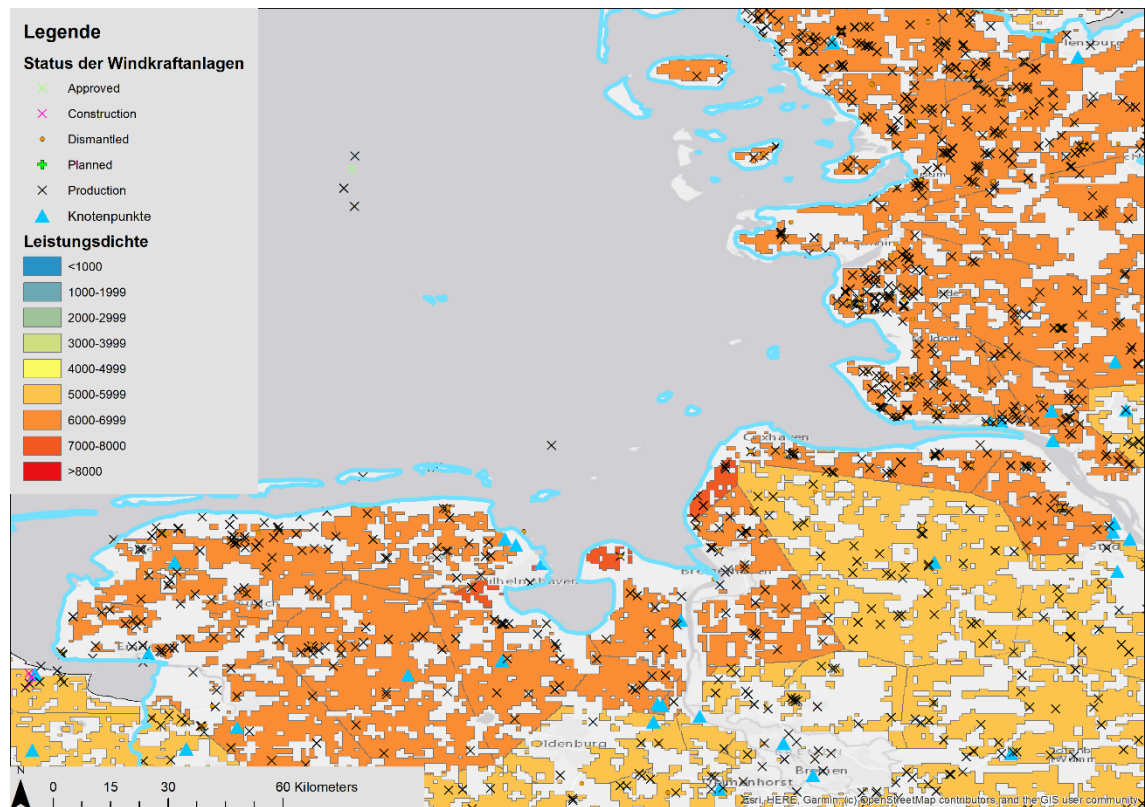 Legende
Status der Windkraftanlagen
Approved
Construction
Dismantled
Planned
Production
Knotenpunkte
Leistungsdichte
<1000
1000-1999
2000-2999
3000-3999
4000-4999
5000-5999
6000-6999
7000-8000
>8000
Cuxhaven
Oldenburg
Bremen
N
0 15 30 60 Kilometers
Esri, HERE, Garmin, (c) OpenStreetMap contributors, and the GIS user community